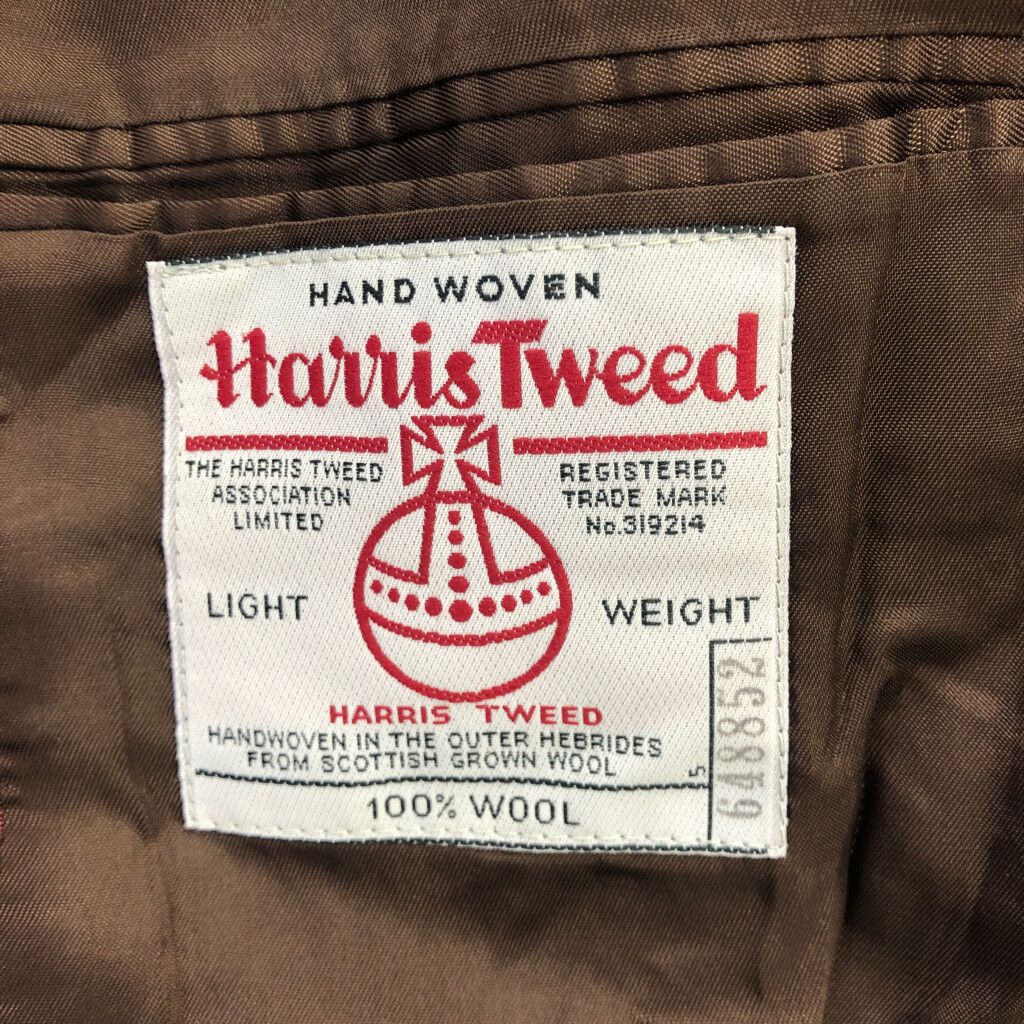 HAND WOVEN
Harris Tweed
THE HARRIS TWEED
ASSOCIATION
LIMITED
REGISTERED
TRADE MARK
No.319214
LIGHT WEIGHT
HARRIS TWEED
HANDWOVEN IN THE OUTER HEBRIDES
FROM SCOTTISH GROWN WOOL
100% WOOL
5
648852